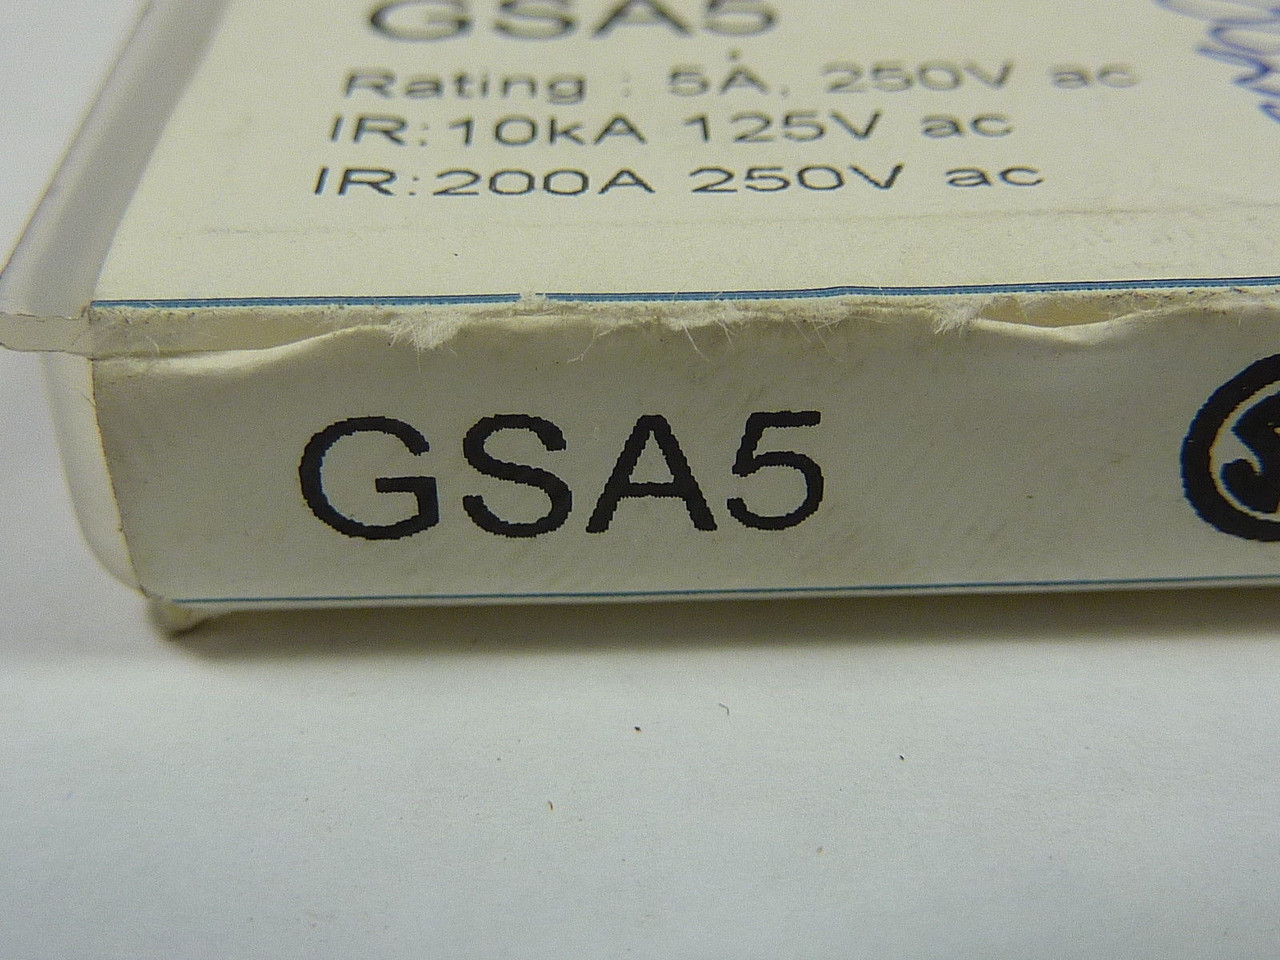 GSA5
Rating : 5A, 250V ac
IR:10kA 125V ac
IR:200A 250V ac
GSA5